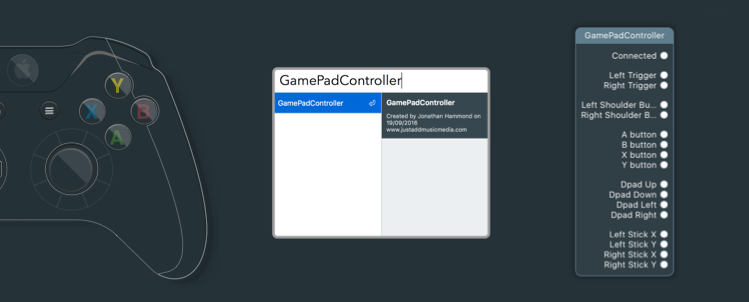 Y
X
B
A
GamePadController
GamePadController
GamePadController
Created by Jonathan Hammond on
19/09/2016
www.justaddmusicmedia.com
GamePadController
Connected
Left Trigger
Right Trigger
Left Shoulder Bu...
Right Shoulder B...
A button
B button
X button
Y button
Dpad Up
Dpad Down
Dpad Left
Dpad Right
Left Stick X
Left Stick Y
Right Stick X
Right Stick Y